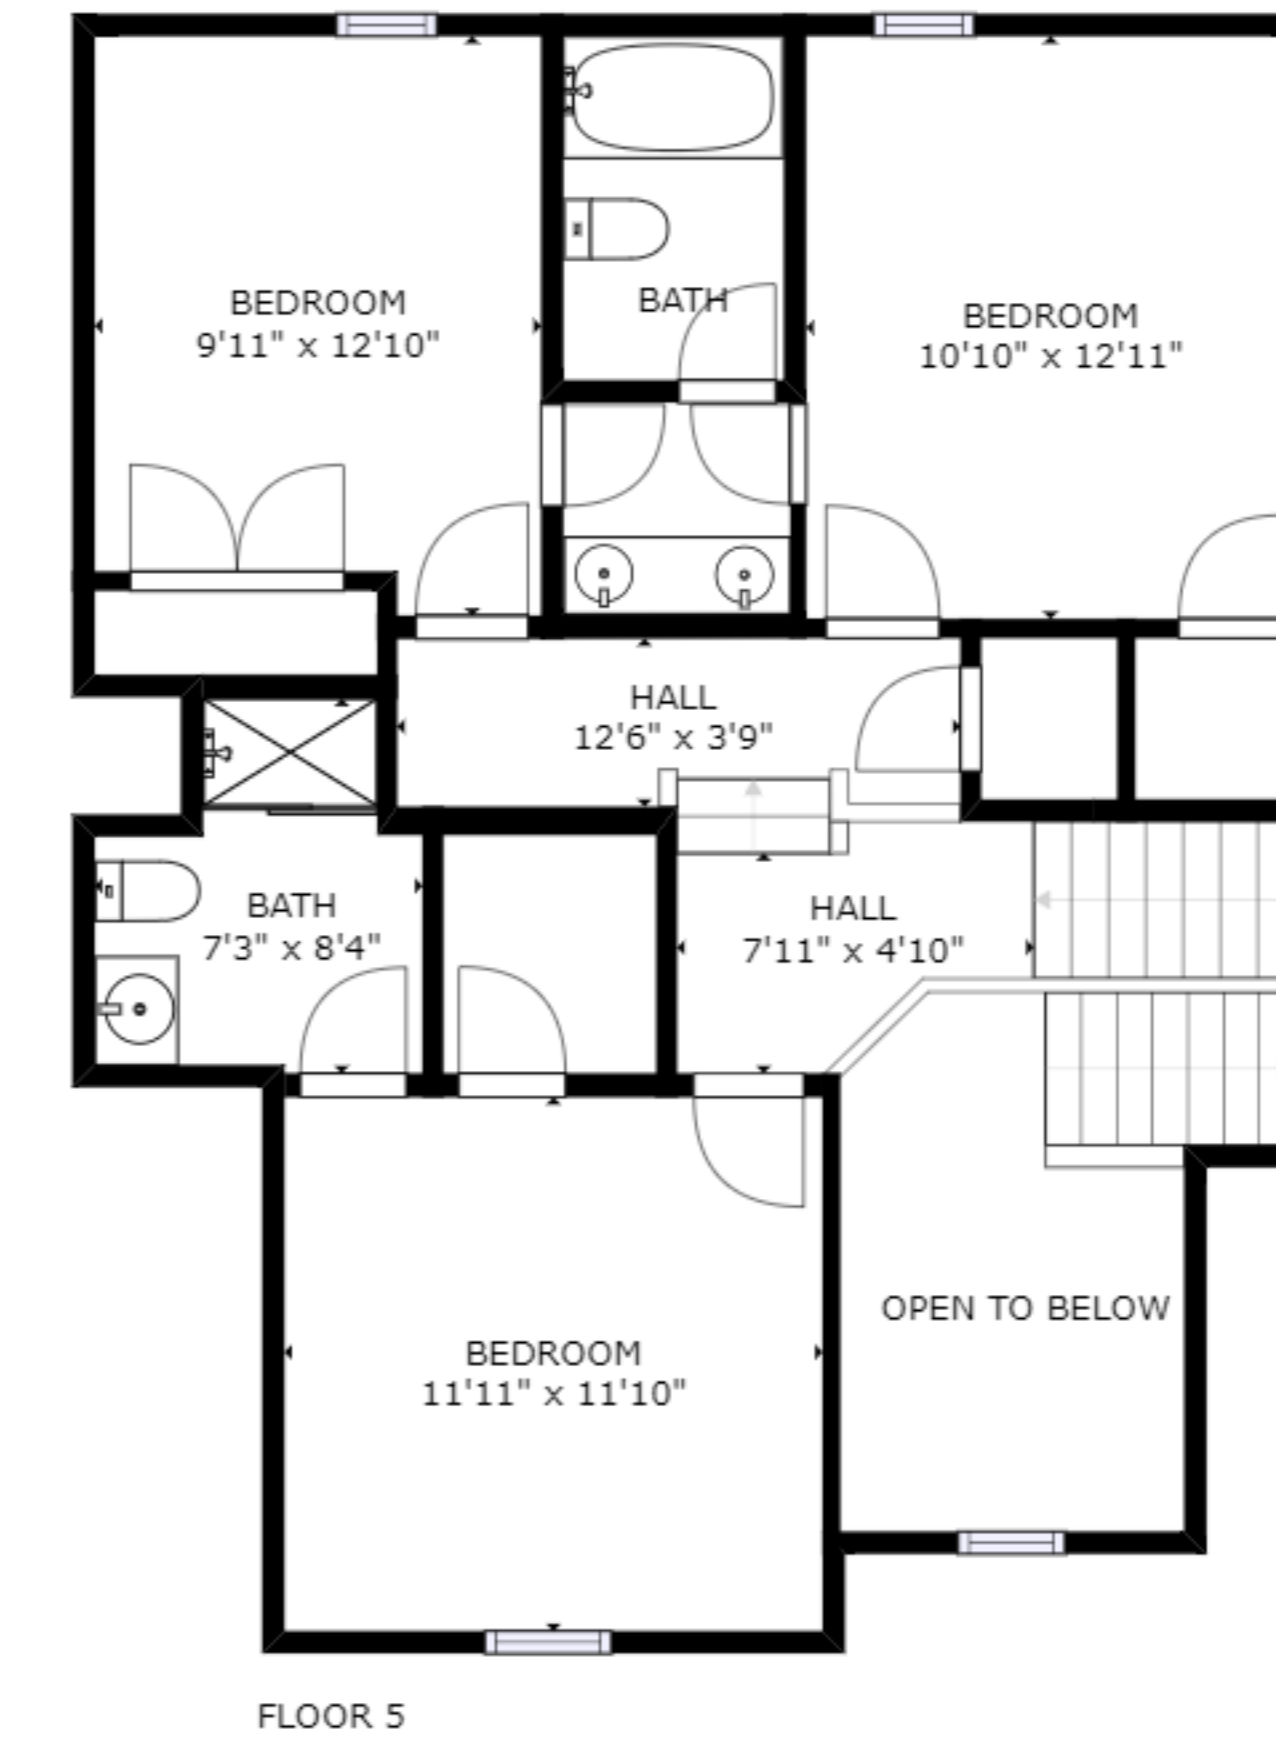 BEDROOM
9'11" x 12'10"
BATH
BEDROOM
10'10" x 12'11"
HALL
12'6" x 3'9"
BATH
7'3" x 8'4"
HALL
7'11" x 4'10"
OPEN TO BELOW
BEDROOM
11'11" x 11'10"
FLOOR 5